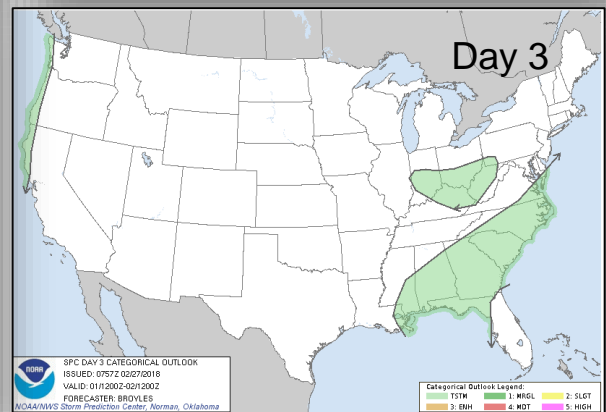 Day 3
NOAA
SPC DAY 3 CATEGORICAL OUTLOOK
ISSUED: 0757Z 02/27/2018
VALID: 01/1200Z-02/1200Z
FORECASTER: BROYLES
NOAA/NWS Storm Prediction Center, Norman, Oklahoma
Categorical Outlook Legend:
TSTM 1: MRGL 2: SLGT
3: ENH 4: MDT 5: HIGH